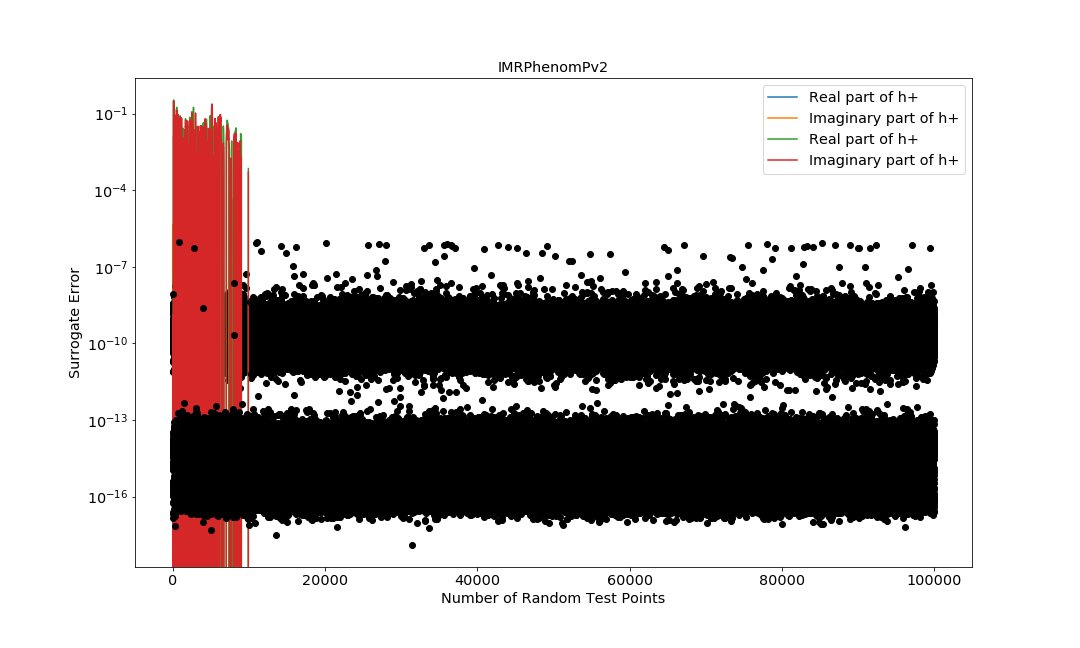 IMRPhenomPv2
Real part of h+
Imaginary part of h+
Real part of h+
Imaginary part of h+
10⁻¹
10⁻⁴
10⁻⁷
10⁻¹⁰
10⁻¹³
10⁻¹⁶
Surrogate Error
0 20000 40000 60000 80000 100000
Number of Random Test Points